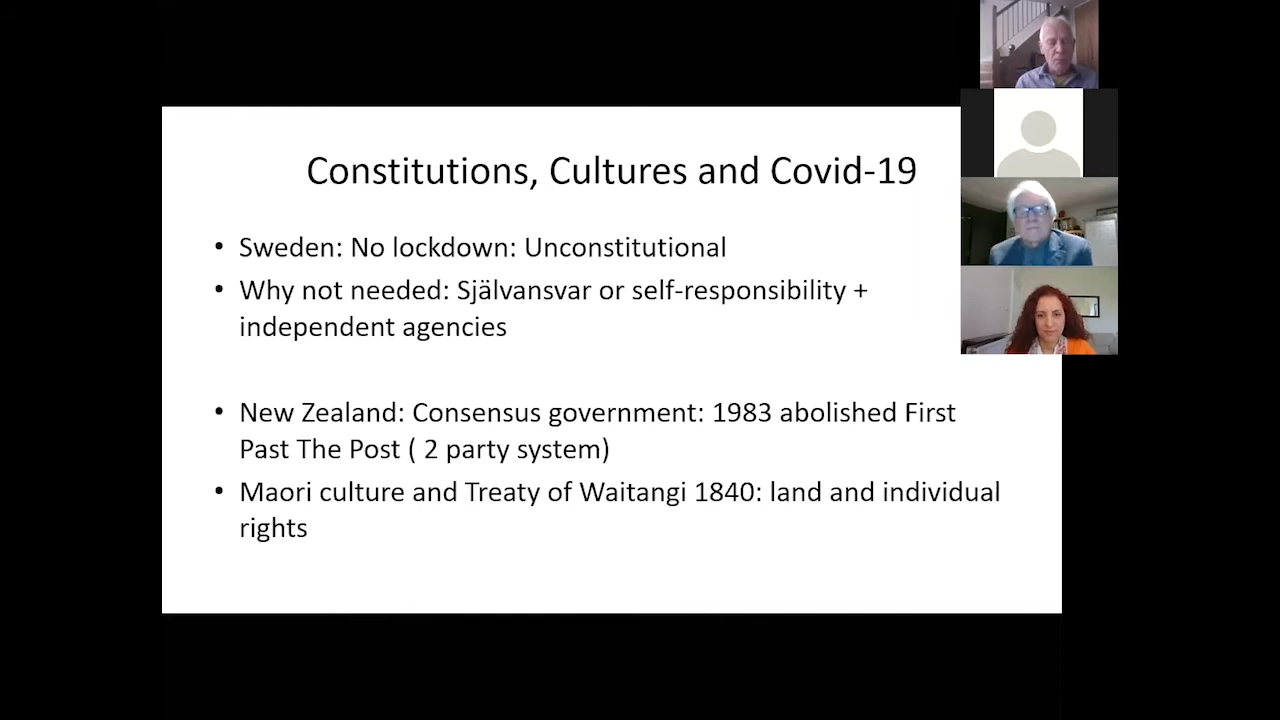 Constitutions, Cultures and Covid-19
• Sweden: No lockdown: Unconstitutional
• Why not needed: Självansvar or self-responsibility +
independent agencies
• New Zealand: Consensus government: 1983 abolished First
Past The Post ( 2 party system)
• Maori culture and Treaty of Waitangi 1840: land and individual
rights